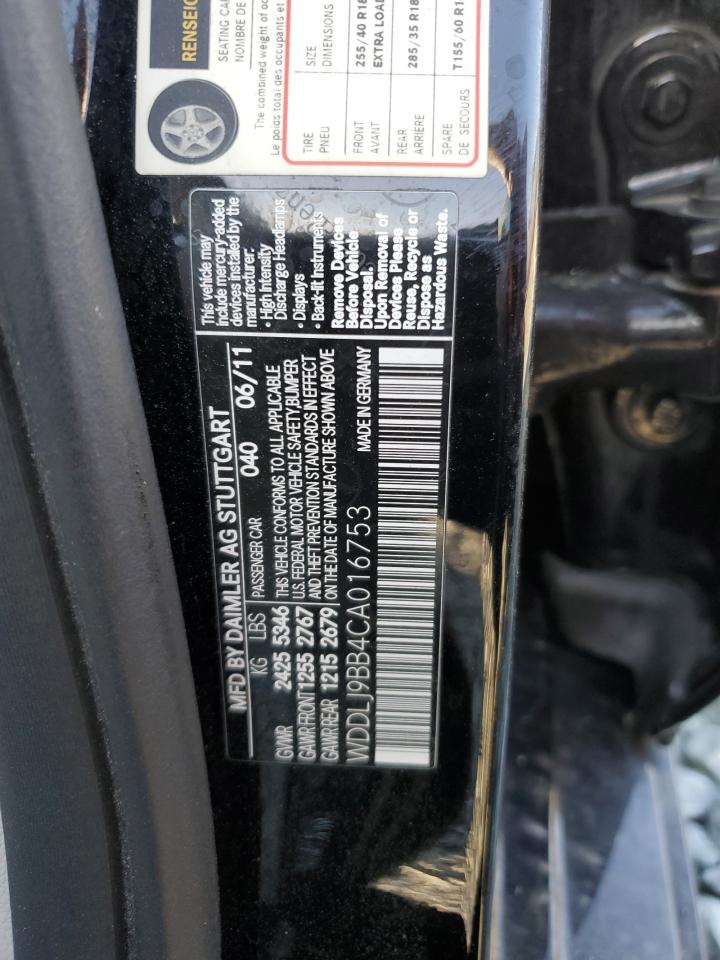 MFD BY DAIMLER AG STUTTGART
KG LBS PASSENGER CAR 040 06/11
GVWR 2425 5346 THIS VEHICLE CONFORMS TO ALL APPLICABLE
U.S. FEDERAL MOTOR VEHICLE SAFETY, BUMPER
GAWR FRONT 1255 2767 AND THEFT PREVENTION STANDARDS IN EFFECT
GAWR REAR 1215 2679 ON THE DATE OF MANUFACTURE SHOWN ABOVE
WDDLJ9BB4CA016753 MADE IN GERMANY
This vehicle may
include mercury-added
devices installed by the
manufacturer:
• High Intensity
Discharge Headlamps
• Displays
• Back-lit Instruments
Remove Devices
Before Vehicle
Disposal.
Upon Removal of
Devices Please
Reuse, Recycle or
Dispose as
Hazardous Waste.
SEATING
NOMBRE DE
The combined weight of
Le poids total des occupants et
TIRE SIZE
PNEU DIMENSIONS
FRONT 255/40 R18
AVANT EXTRA
REAR 285/35 R18
ARRIÈRE
SPARE T155/60
DE SECOURS